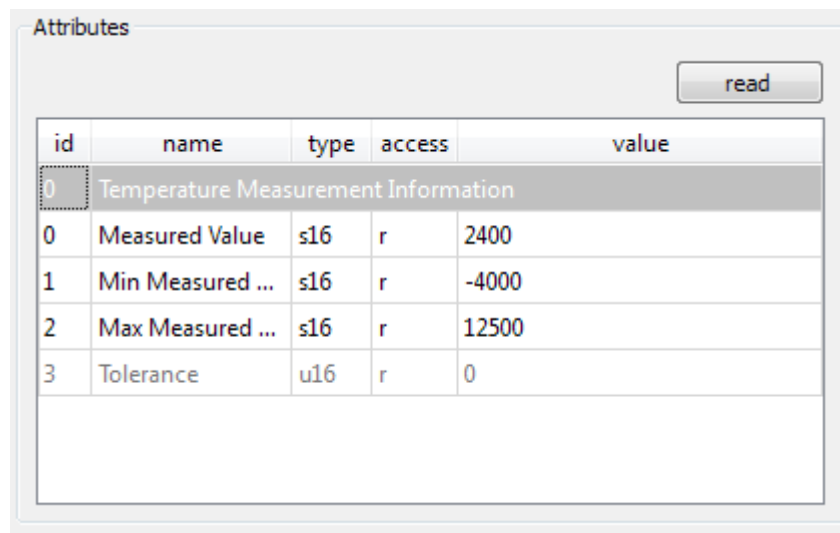 Attributes
read
id name type access value
0 Temperature Measurement Information
0 Measured Value s16 r 2400
1 Min Measured ... s16 r -4000
2 Max Measured ... s16 r 12500
3 Tolerance u16 r 0